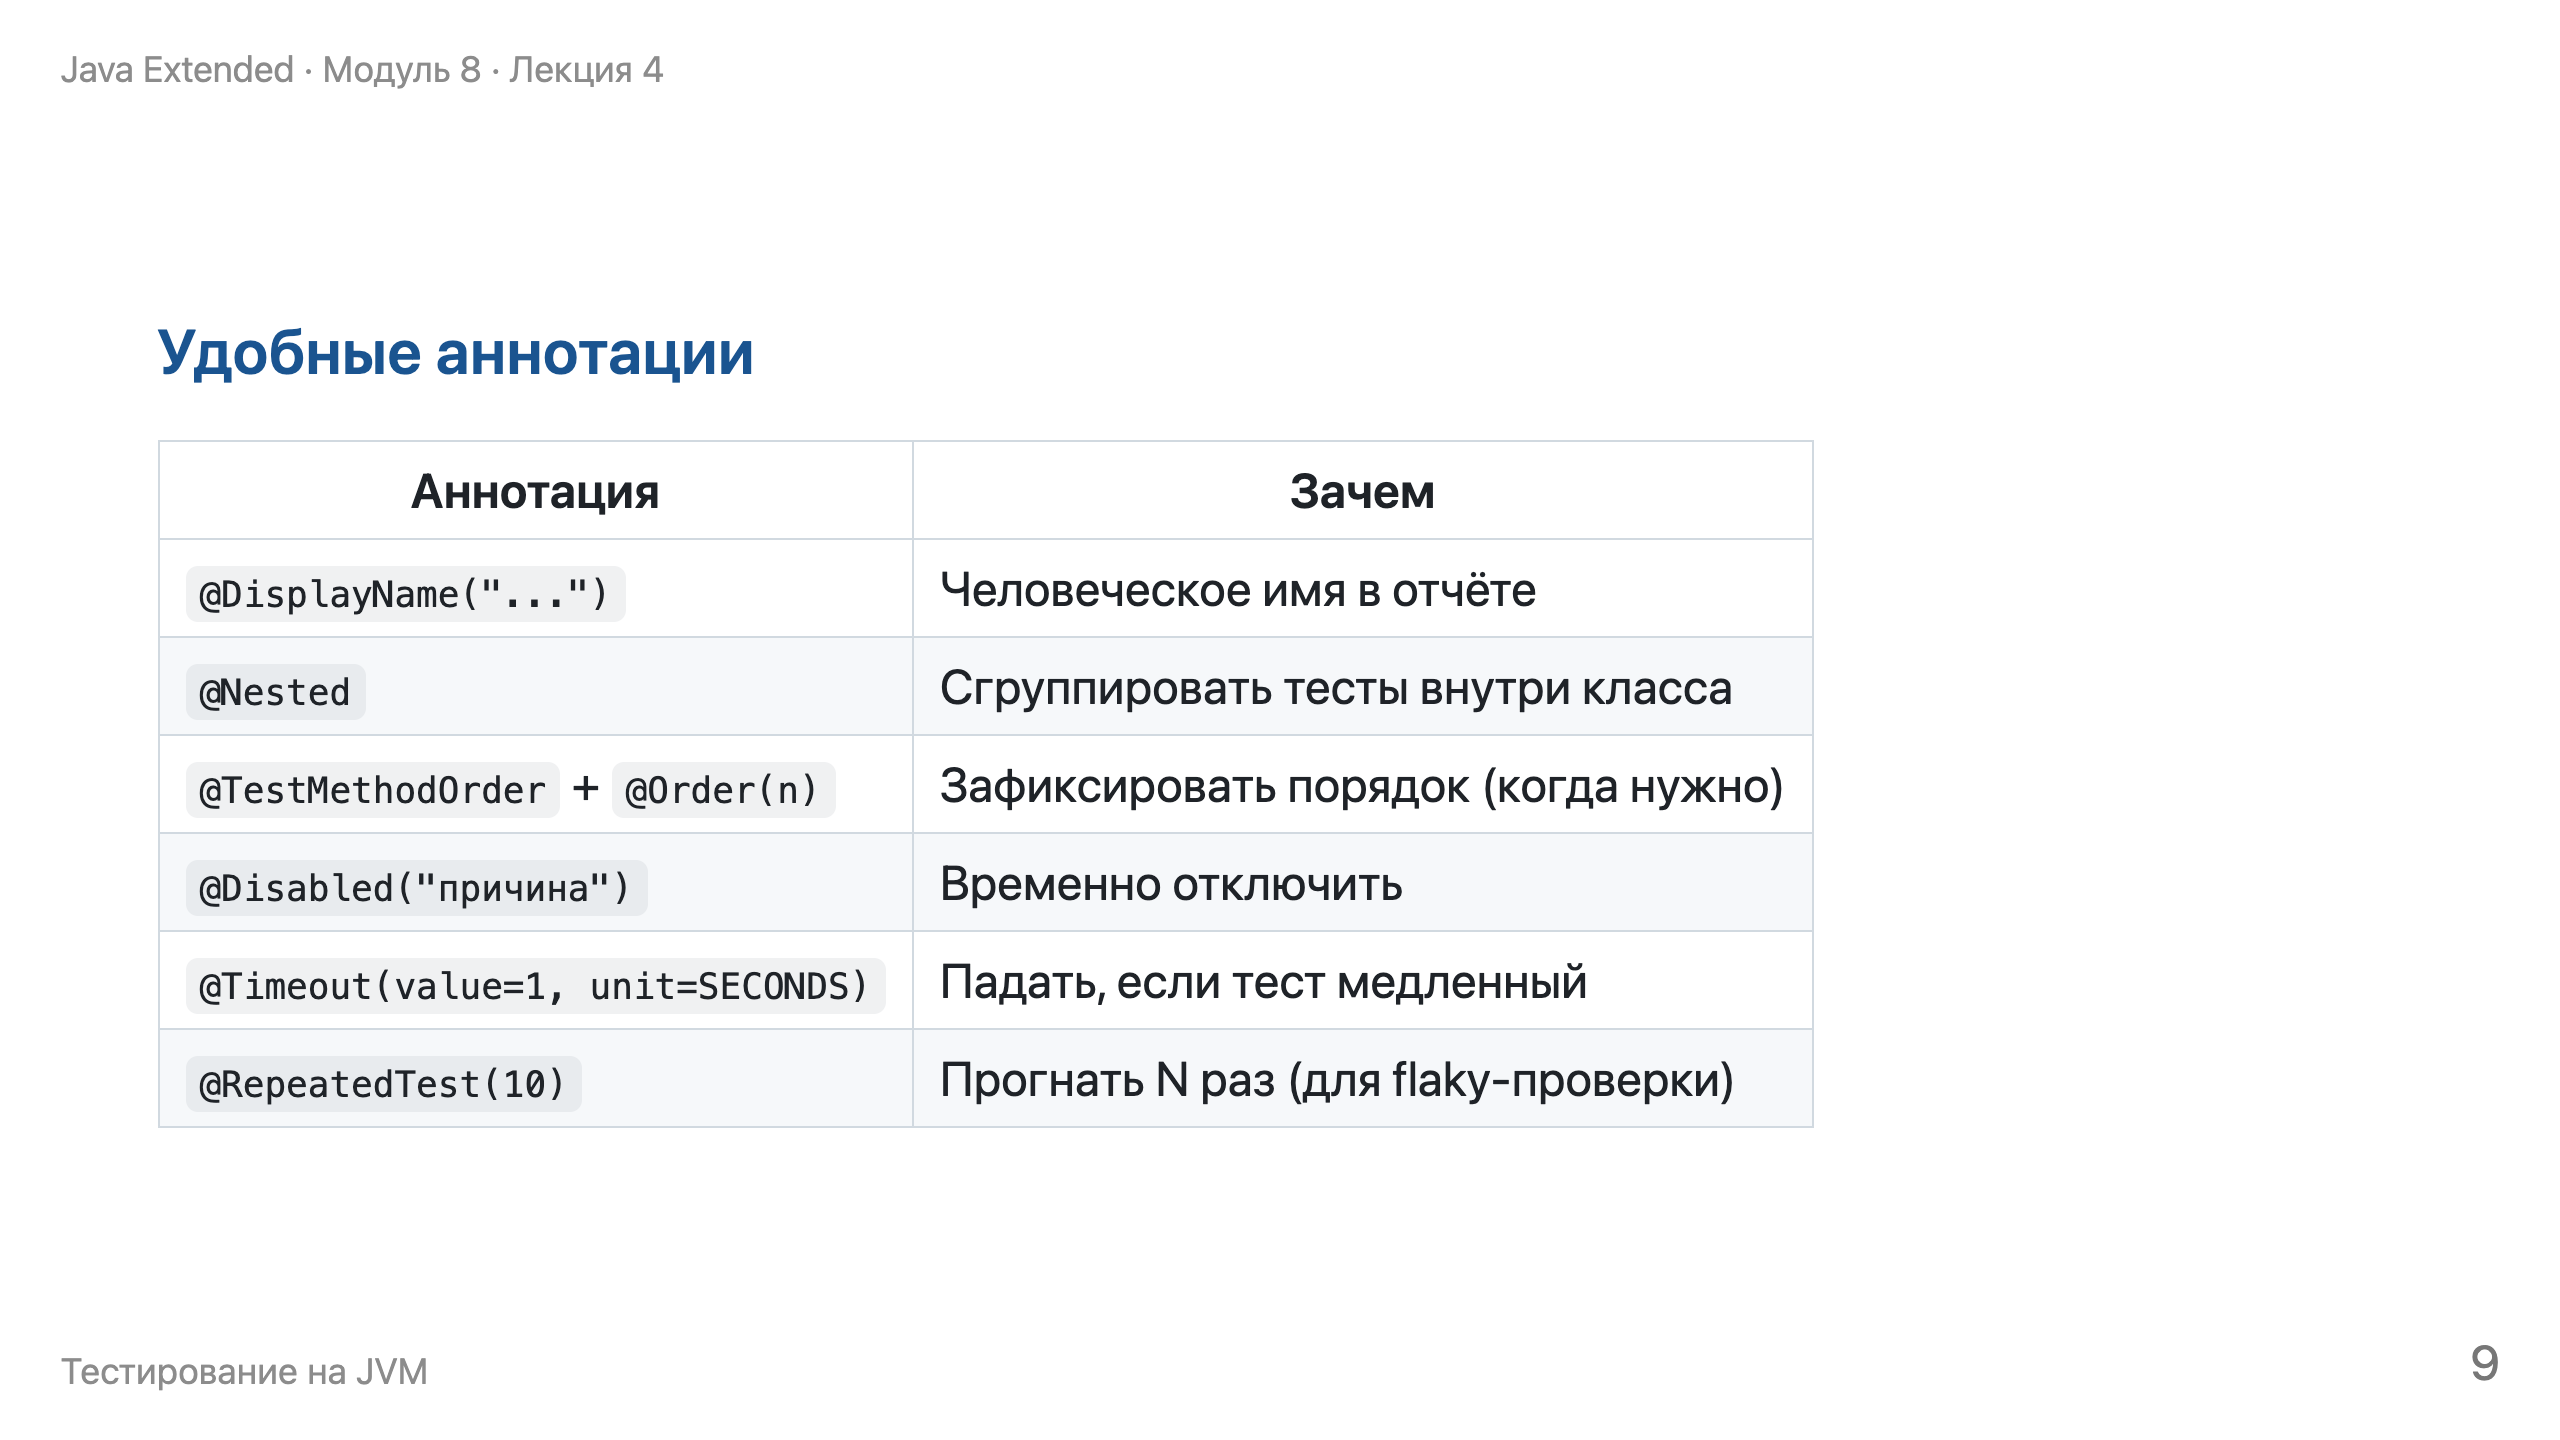 Java Extended · Модуль 8 · Лекция 4
Удобные аннотации
Аннотация Зачем
@DisplayName("...") Человеческое имя в отчёте
@Nested Сгруппировать тесты внутри класса
@TestMethodOrder + @Order(n) Зафиксировать порядок (когда нужно)
@Disabled("причина") Временно отключить
@Timeout(value=1, unit=SECONDS) Падать, если тест медленный
@RepeatedTest(10) Прогнать N раз (для flaky-проверки)
Тестирование на JVM 9